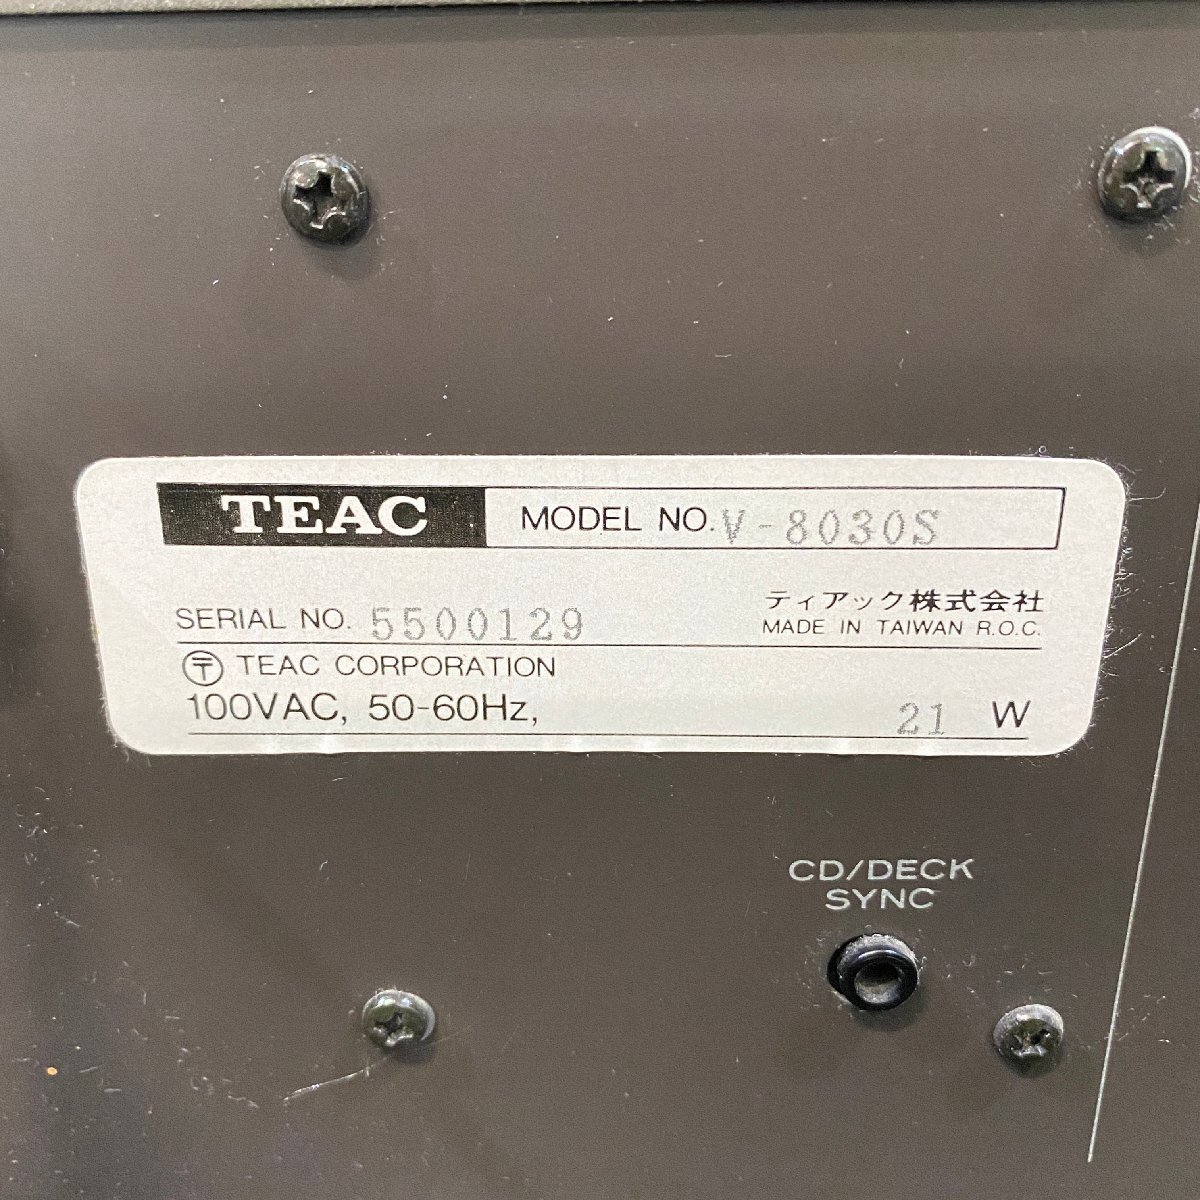 TEAC MODEL NO. V-8030S
ティアック株式会社
SERIAL NO. 5500129 MADE IN TAIWAN R.O.C.
〶 TEAC CORPORATION
100VAC, 50-60Hz, 21 W
CD/DECK
SYNC